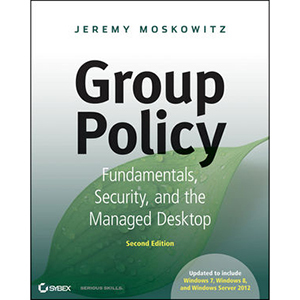 JEREMY MOSKOWITZ
Group
Policy
Fundamentals,
Security, and the
Managed Desktop
Second Edition
Updated to include
Windows 7, Windows 8,
and Windows Server 2012
SYBEX
SERIOUS SKILLS.